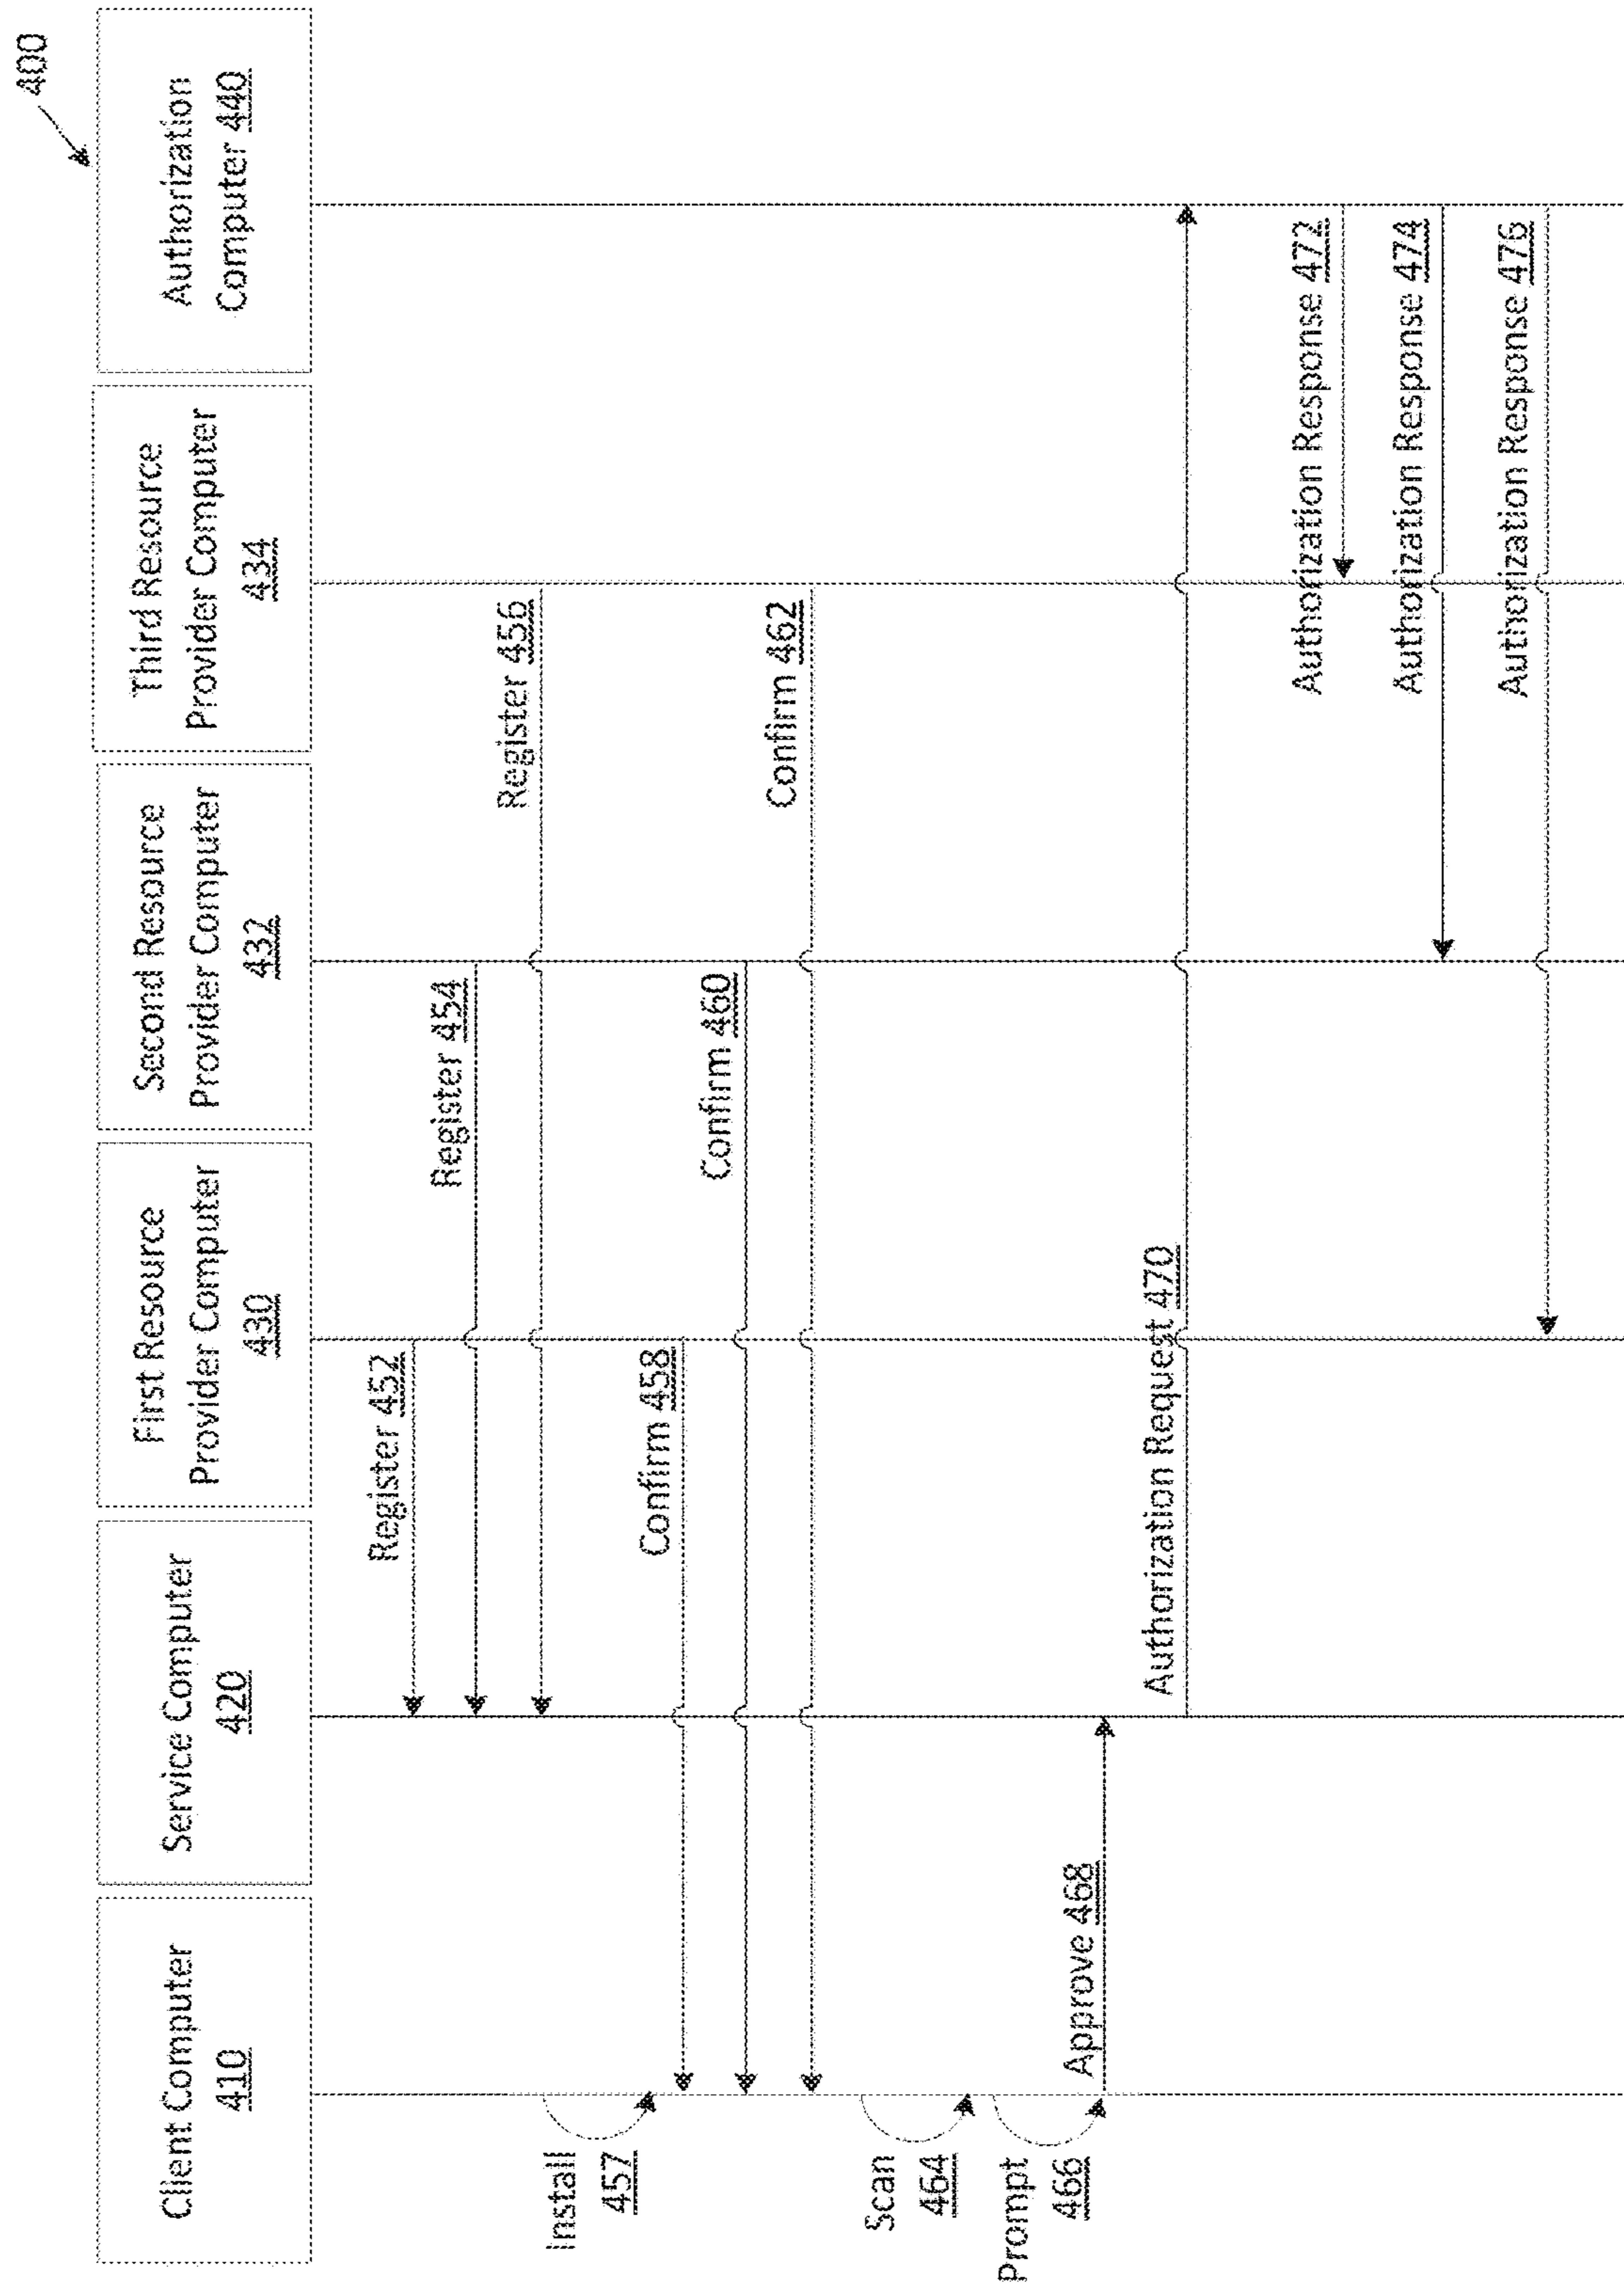 400
Client Computer
410
Service Computer
420
First Resource
Provider Computer
430
Second Resource
Provider Computer
432
Third Resource
Provider Computer
434
Authorization
Computer 440
Register 452
Register 454
Register 456
Install
457
Confirm 458
Confirm 460
Confirm 462
Scan
464
Prompt
466
Approve 468
Authorization Request 470
Authorization Response 472
Authorization Response 474
Authorization Response 476